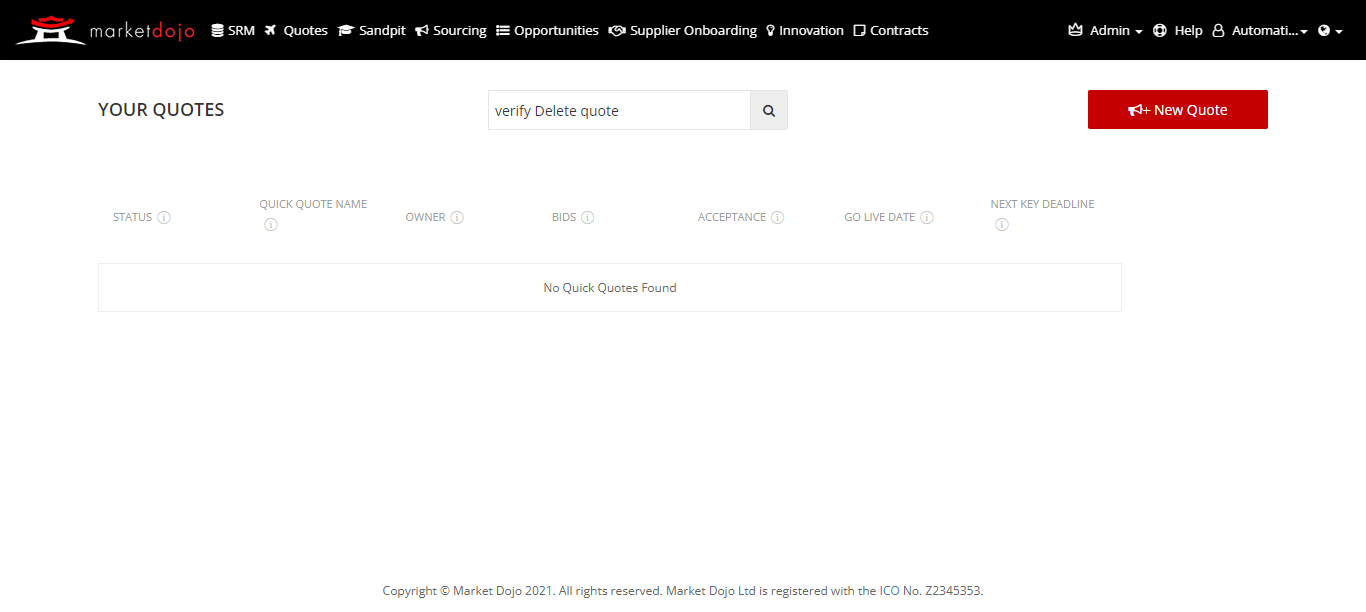 marketdojo SRM Quotes Sandpit Sourcing Opportunities Supplier Onboarding Innovation Contracts Admin Help Automati...
YOUR QUOTES verify Delete quote + New Quote
STATUS QUICK QUOTE NAME OWNER BIDS ACCEPTANCE GO LIVE DATE NEXT KEY DEADLINE
No Quick Quotes Found
Copyright © Market Dojo 2021. All rights reserved. Market Dojo Ltd is registered with the ICO No. Z2345353.